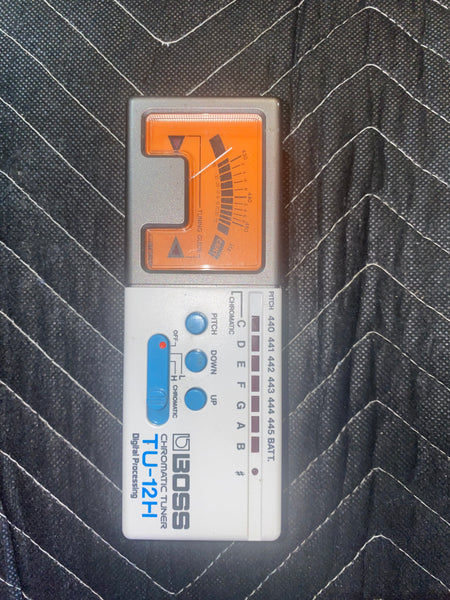 TUNING GUIDE
PITCH 440 441 442 443 444 445 BATT.
C D E F G A B #
CHROMATIC
PITCH DOWN UP
OFF L H CHROMATIC
BOSS
CHROMATIC TUNER
TU-12H
Digital Processing